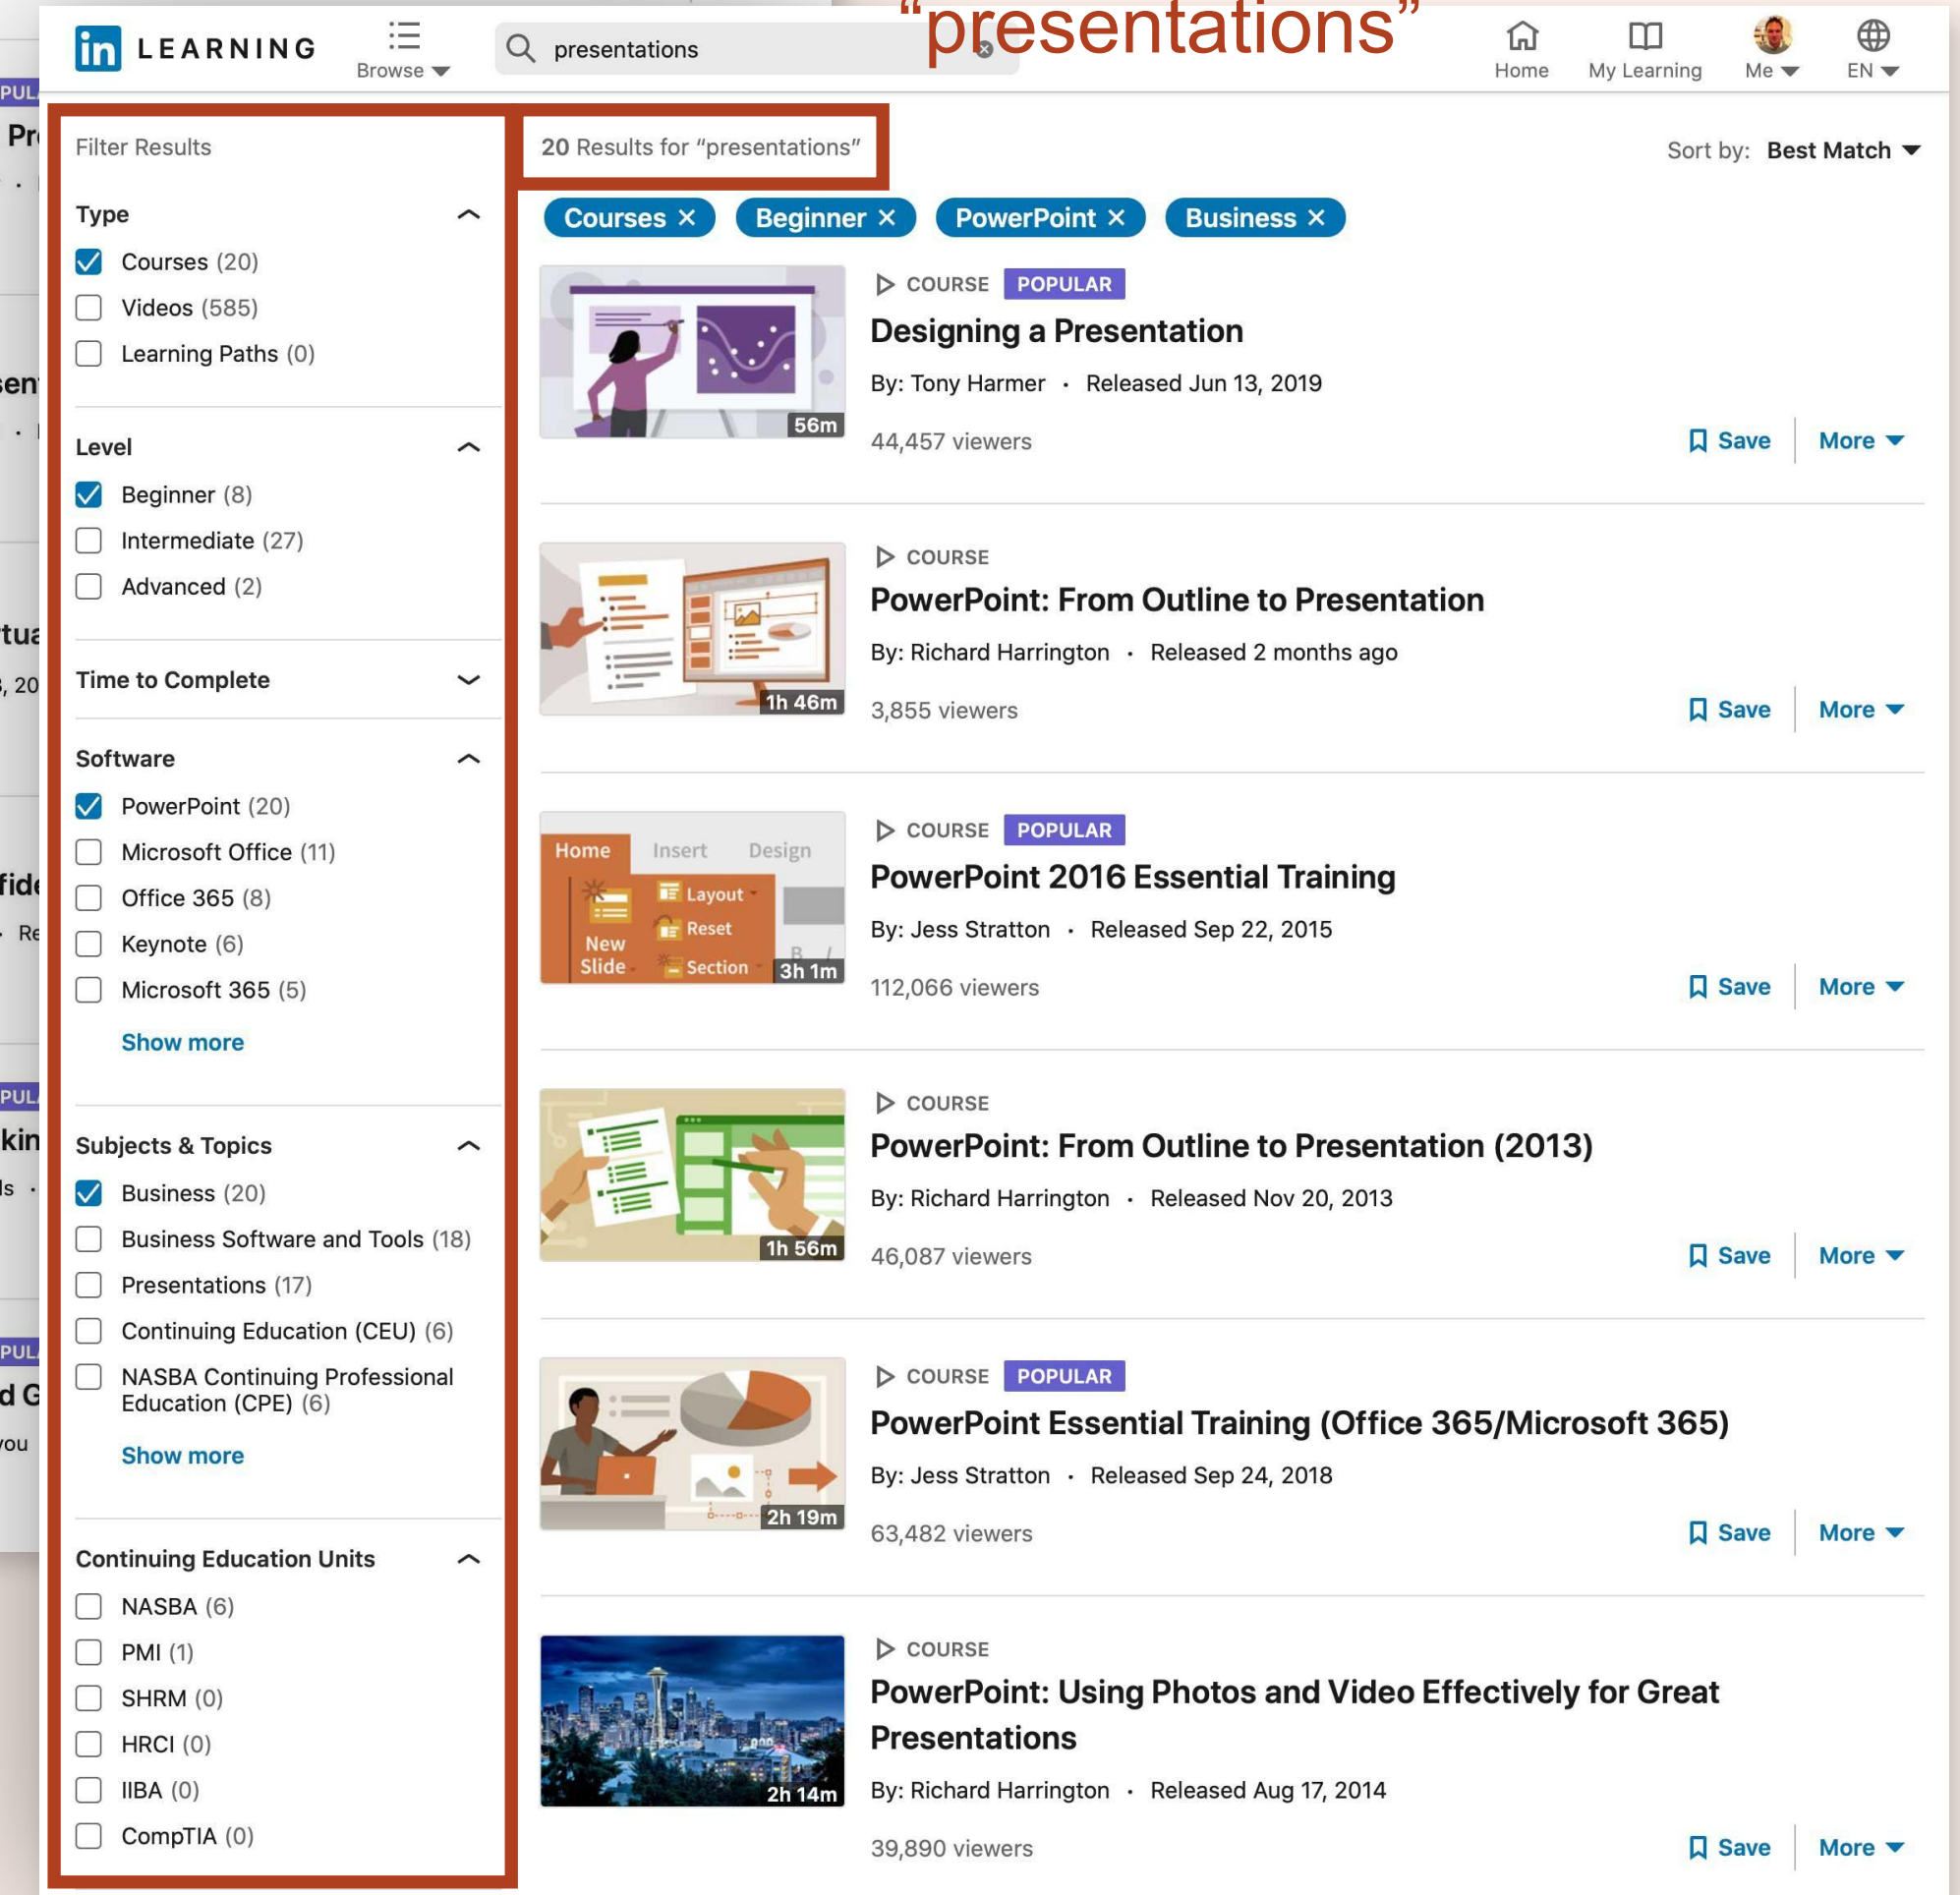 “presentations”
in LEARNING
Browse
presentations
Home
My Learning
Me
EN
Filter Results
Type
Courses (20)
Videos (585)
Learning Paths (0)
Level
Beginner (8)
Intermediate (27)
Advanced (2)
Time to Complete
Software
PowerPoint (20)
Microsoft Office (11)
Office 365 (8)
Keynote (6)
Microsoft 365 (5)
Show more
Subjects & Topics
Business (20)
Business Software and Tools (18)
Presentations (17)
Continuing Education (CEU) (6)
NASBA Continuing Professional
Education (CPE) (6)
Show more
Continuing Education Units
NASBA (6)
PMI (1)
SHRM (0)
HRCI (0)
IIBA (0)
CompTIA (0)
20 Results for “presentations”
Sort by: Best Match
Courses ×
Beginner ×
PowerPoint ×
Business ×
56m
COURSE POPULAR
Designing a Presentation
By: Tony Harmer · Released Jun 13, 2019
44,457 viewers
Save
More
1h 46m
COURSE
PowerPoint: From Outline to Presentation
By: Richard Harrington · Released 2 months ago
3,855 viewers
Save
More
Home Insert Design
Layout
Reset
New
Slide
Section
B I
3h 1m
COURSE POPULAR
PowerPoint 2016 Essential Training
By: Jess Stratton · Released Sep 22, 2015
112,066 viewers
Save
More
1h 56m
COURSE
PowerPoint: From Outline to Presentation (2013)
By: Richard Harrington · Released Nov 20, 2013
46,087 viewers
Save
More
2h 19m
COURSE POPULAR
PowerPoint Essential Training (Office 365/Microsoft 365)
By: Jess Stratton · Released Sep 24, 2018
63,482 viewers
Save
More
2h 14m
COURSE
PowerPoint: Using Photos and Video Effectively for Great
Presentations
By: Richard Harrington · Released Aug 17, 2014
39,890 viewers
Save
More